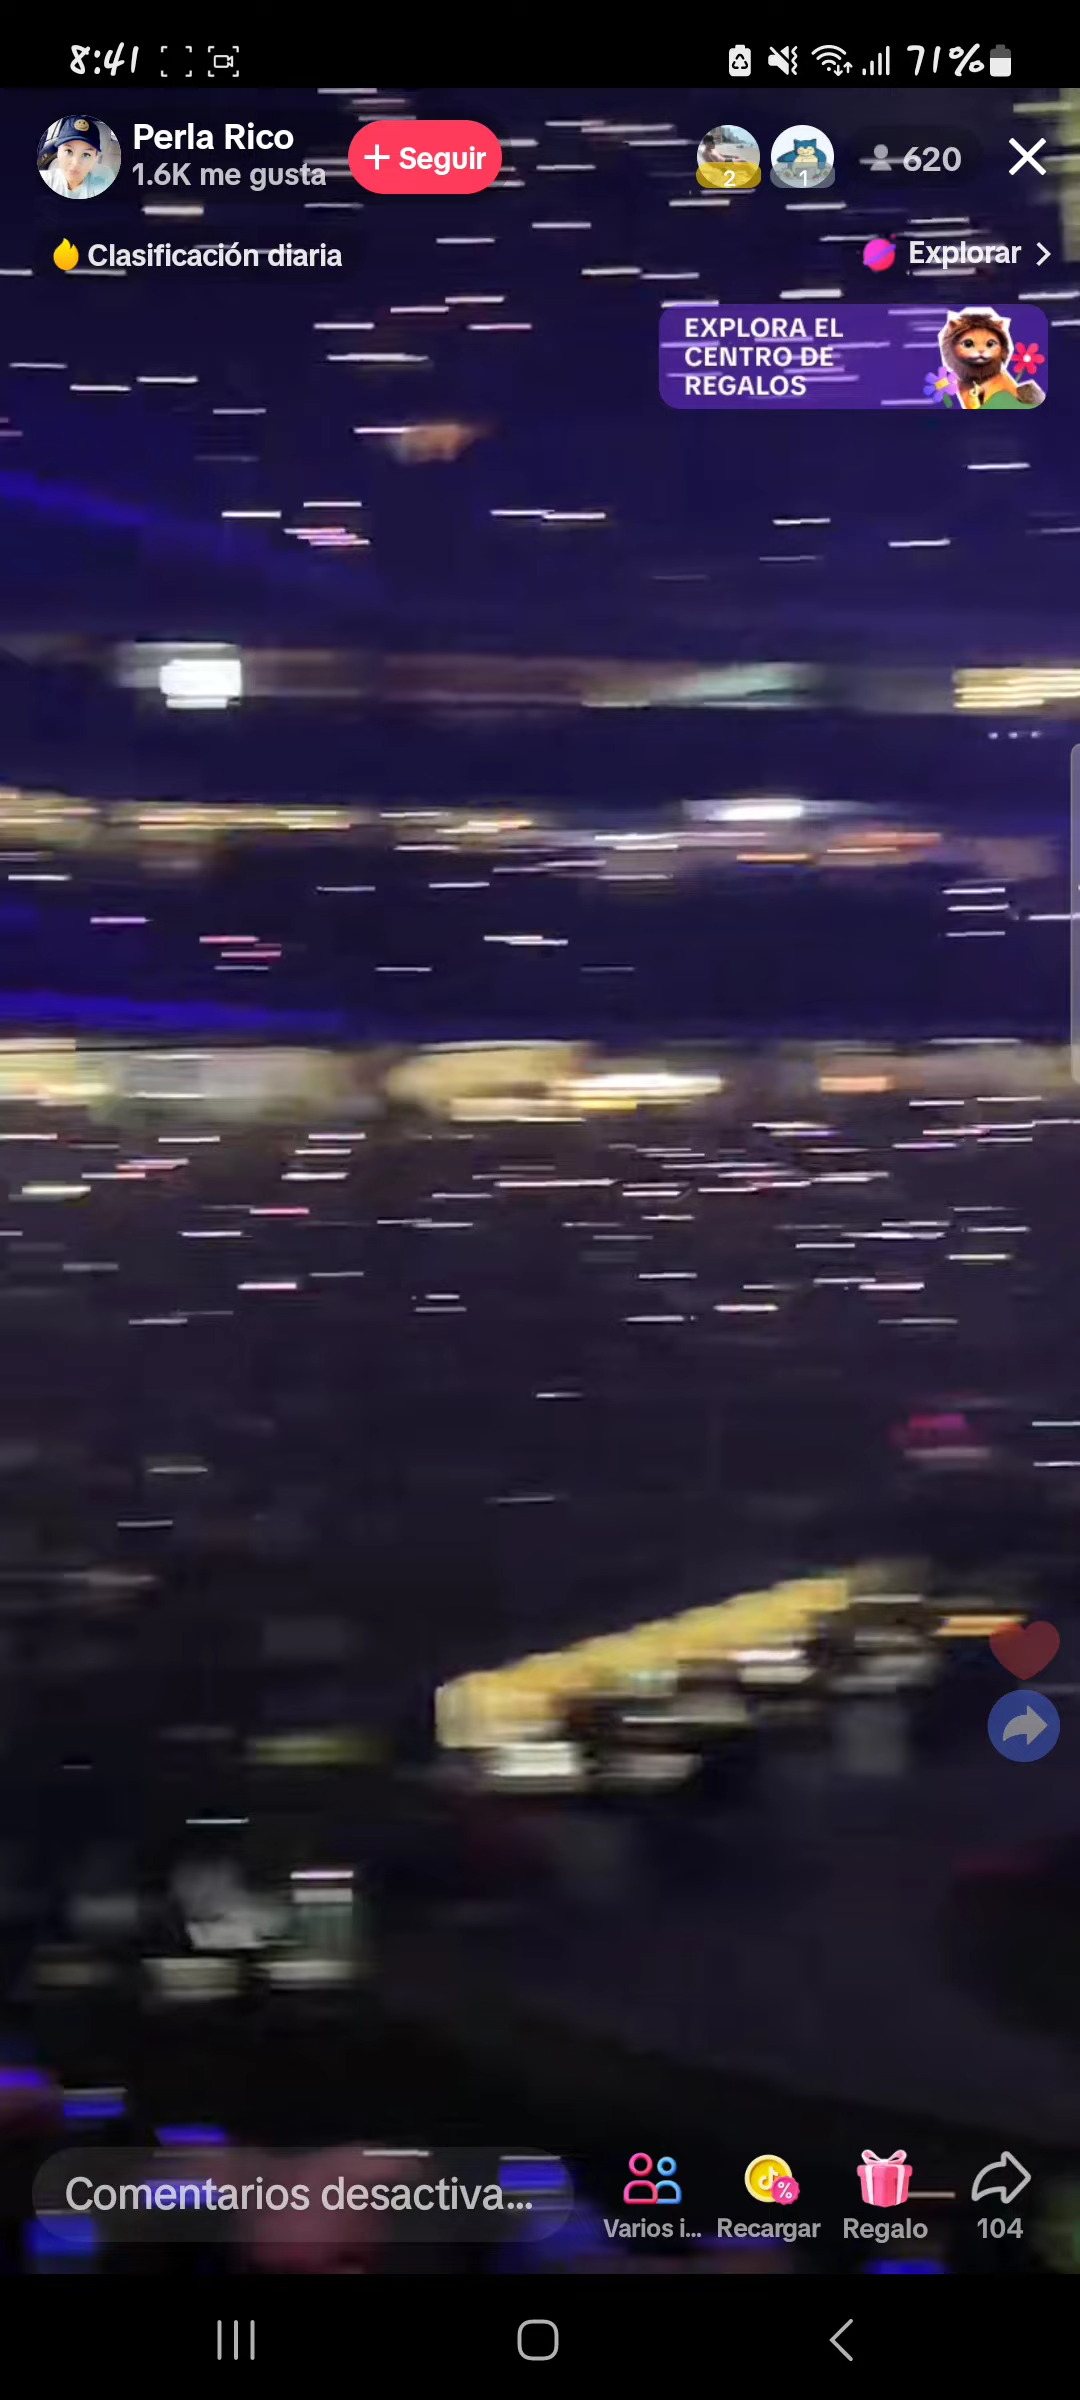 8:41
71%
Perla Rico
1.6K me gusta
+ Seguir
2
1
620
Clasificación diaria
Explorar
EXPLORA EL
CENTRO DE
REGALOS
Comentarios desactiva...
Varios i...
Recargar
Regalo
104